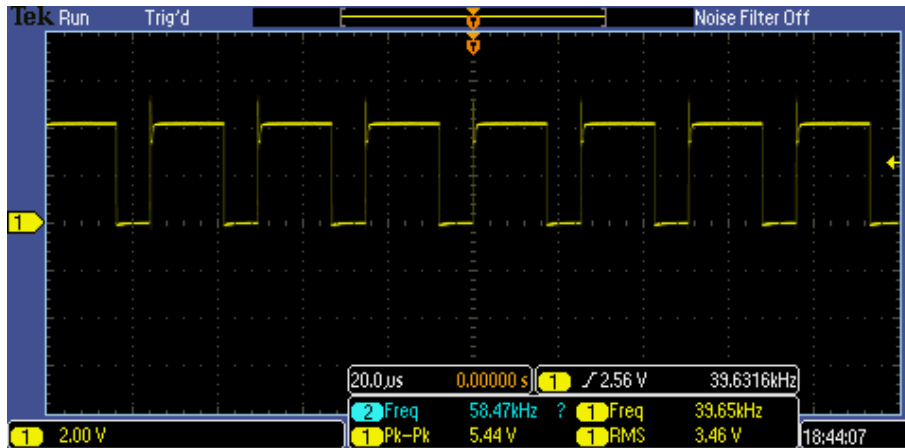 Tek Run Trig'd Noise Filter Off
T
T
1
20.0µs 0.00000 s 1 2.56 V 39.6316kHz
2 Freq 58.47kHz ? 1 Freq 39.65kHz
1 Pk-Pk 5.44 V 1 RMS 3.46 V
1 2.00 V 18:44:07